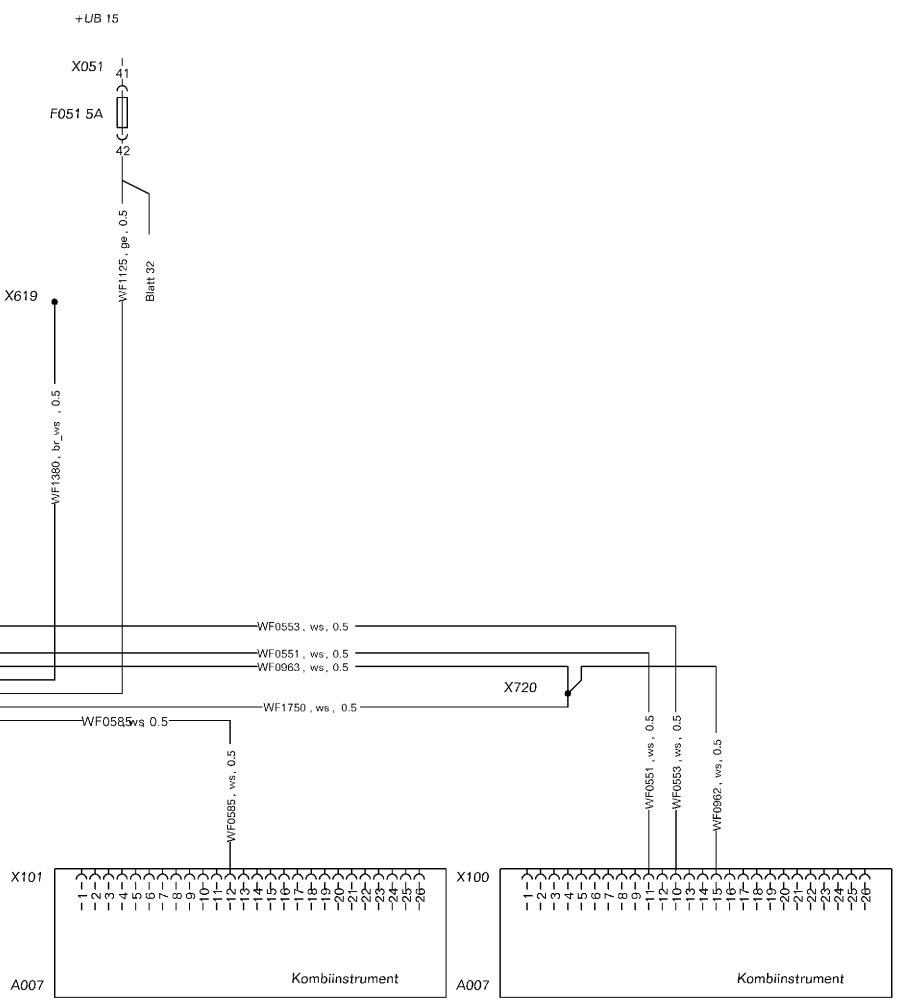 +UB 15
X051
41
F051 5A
42
WF1125, ge, 0.5
Blatt 32
X619
WF1380, br_ws , 0.5
WF0553, ws, 0.5
WF0551, ws, 0.5
WF0963, ws, 0.5
X720
WF1750, ws, 0.5
WF0585,ws, 0.5
WF0585, ws, 0.5
WF0551, ws, 0.5
WF0553, ws, 0.5
WF0962, ws, 0.5
X101
1 2 3 4 5 6 7 8 9 10 11 12 13 14 15 16 17 18 19 20 21 22 23 24 25 26
X100
1 2 3 4 5 6 7 8 9 11 12 10 13 14 15 16 17 18 19 20 21 22 23 24 25 26
Kombiinstrument
A007
Kombiinstrument
A007